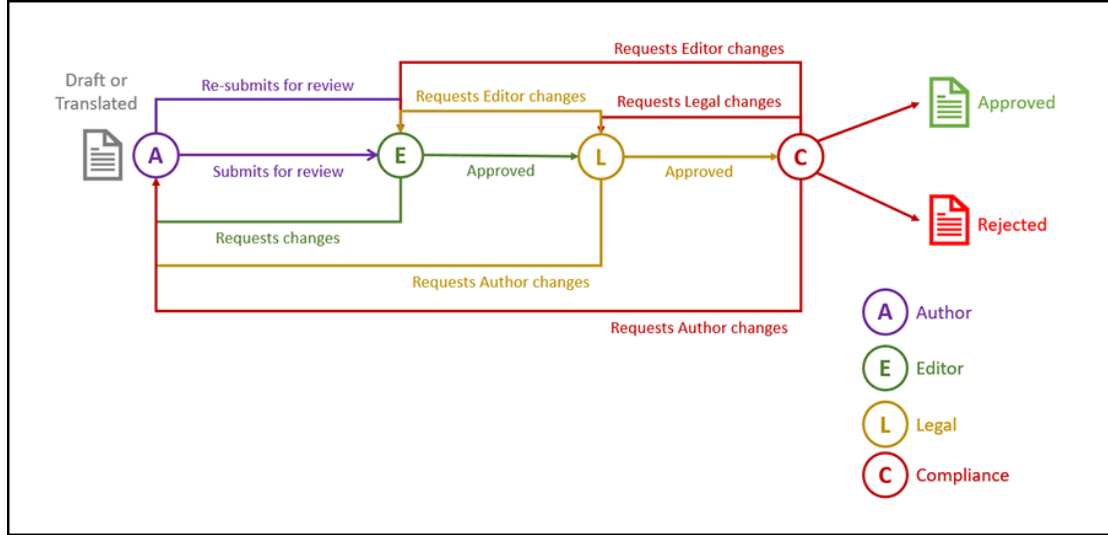 Requests Editor changes
Draft or
Translated
Re-submits for review
Requests Editor changes
Requests Legal changes
Approved
A
E
L
C
Submits for review
Approved
Approved
Requests changes
Rejected
Requests Author changes
Requests Author changes
A Author
E Editor
L Legal
C Compliance